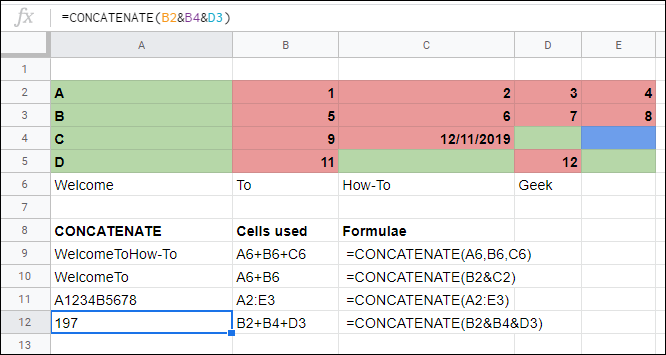 fx =CONCATENATE(B2&B4&D3)
A B C D E
1
2 A 1 2 3 4
3 B 5 6 7 8
4 C 9 12/11/2019
5 D 11 12
6 Welcome To How-To Geek
7
8 CONCATENATE Cells used Formulae
9 WelcomeToHow-To A6+B6+C6 =CONCATENATE(A6,B6,C6)
10 WelcomeTo A6+B6 =CONCATENATE(B2&C2)
11 A1234B5678 A2:E3 =CONCATENATE(A2:E3)
12 197 B2+B4+D3 =CONCATENATE(B2&B4&D3)
13